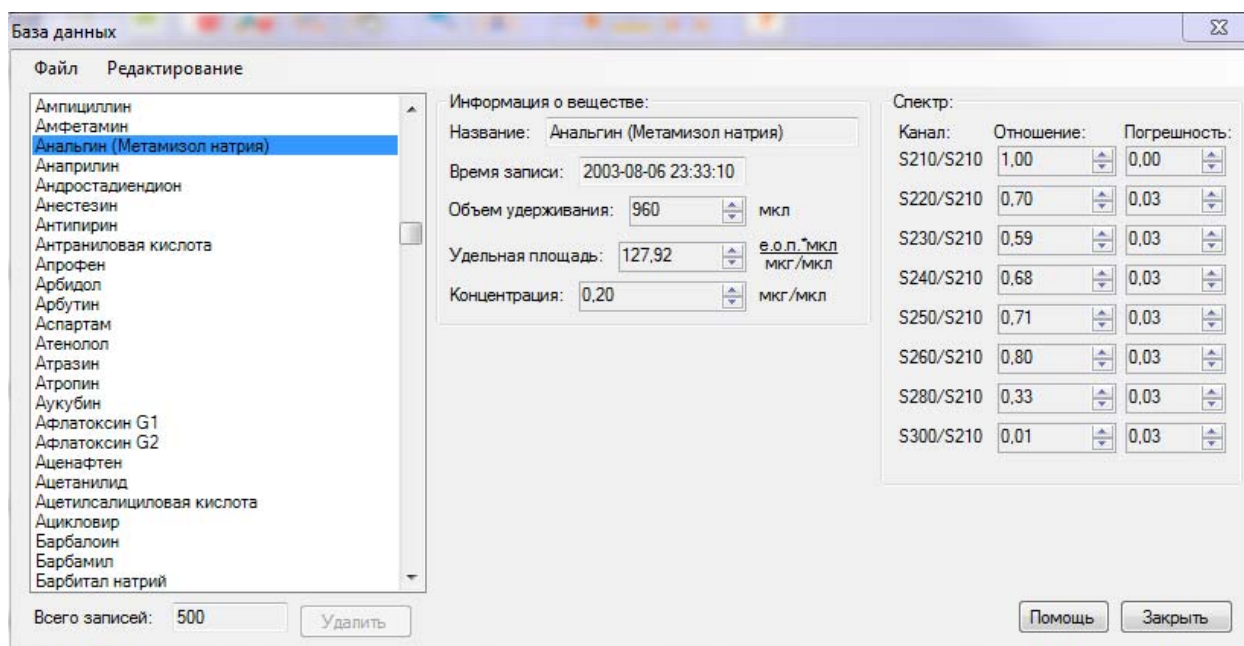 База данных
Файл Редактирование
Ампициллин
Амфетамин
Анальгин (Метамизол натрия)
Анаприлин
Андростадиендион
Анестезин
Антипирин
Антраниловая кислота
Апрофен
Арбидол
Арбутин
Аспартам
Атенолол
Атразин
Атропин
Аукубин
Афлатоксин G1
Афлатоксин G2
Аценафтен
Ацетанилид
Ацетилсалициловая кислота
Ацикловир
Барбалоин
Барбамил
Барбитал натрий
Всего записей: 500 Удалить
Информация о веществе:
Название: Анальгин (Метамизол натрия)
Время записи: 2003-08-06 23:33:10
Объем удерживания: 960 мкл
Удельная площадь: 127,92 е.о.п.*мкл
мкг/мкл
Концентрация: 0,20 мкг/мкл
Спектр:
Канал: Отношение: Погрешность:
S210/S210 1,00 0,00
S220/S210 0,70 0,03
S230/S210 0,59 0,03
S240/S210 0,68 0,03
S250/S210 0,71 0,03
S260/S210 0,80 0,03
S280/S210 0,33 0,03
S300/S210 0,01 0,03
Помощь Закрыть